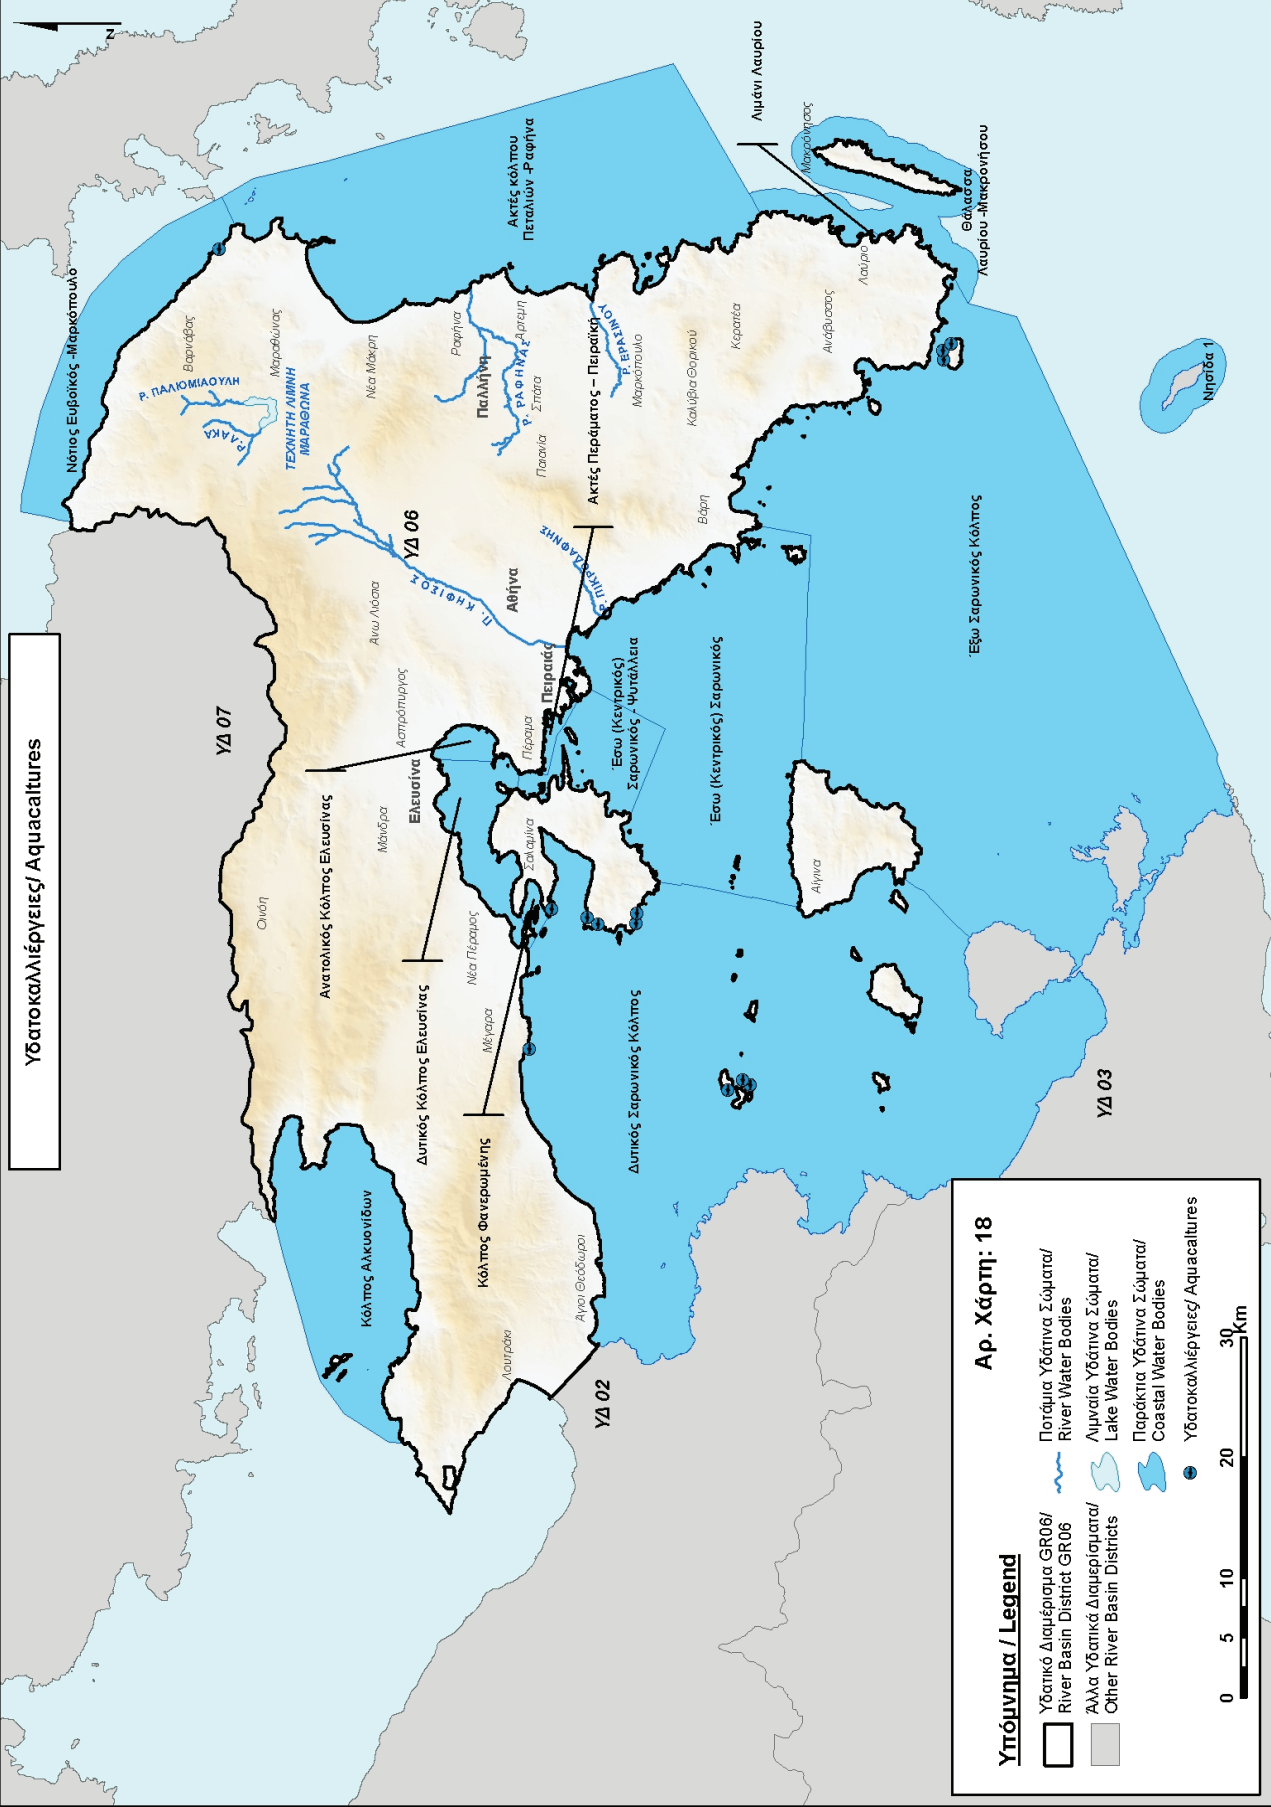 Υδατοκαλλιέργειες/ Aquacaltures
Z
Νότιος Ευβοϊκός -Μαρκόπουλο
Βαρνάβας
Ρ. ΠΑΛΙΟΜΙΑΟΥΛΗ
Ρ.ΛΑΚΑ
Μαραθώνας
ΤΕΧΝΗΤΗ ΛΙΜΝΗ
ΜΑΡΑΘΩΝΑ
Νέα Μάκρη
ΥΔ 07
ΥΔ 06
Π. ΚΗΦΙΣΟΣ
Άνω Λιόσια
Ασπρόπυργος
Ελευσίνα
Μάνδρα
Οινόη
Ανατολικός Κόλπος Ελευσίνας
Δυτικός Κόλπος Ελευσίνας
Κόλπος Φανερωμένης
Κόλπος Αλκυονίδων
Νέα Πέραμος
Μέγαρα
Λουτράκι
Άγιοι Θεόδωροι
ΥΔ 02
Ραφήνα
Παλλήνη
Ρ. ΡΑΦΗΝΑΣ
Άρτεμη
Σπάτα
Παιανία
Αθήνα
Πειραιάς
Πέραμα
Σαλαμίνα
Ρ. ΠΙΚΡΟΔΑΦΝΗΣ
Ακτές Περάματος – Πειραϊκή
Ρ. ΕΡΑΣΙΝΟΥ
Μαρκόπουλο
Ακτές κόλπου
Πεταλιών -Ραφήνα
Καλύβια Θορικού
Κερατέα
Βάρη
Ανάβυσσος
Λαύριο
Λιμάνι Λαυρίου
Μακρόνησος
Θάλασσα
Λαυρίου -Μακρονήσου
Νησίδα 1
Έσω (Κεντρικός)
Σαρωνικός - Ψυτάλλεια
Έσω (Κεντρικός) Σαρωνικός
Έξω Σαρωνικός Κόλπος
Δυτικός Σαρωνικός Κόλπος
Αίγινα
ΥΔ 03
Αρ. Χάρτη: 18
Υπόμνημα / Legend
Υδατικό Διαμέρισμα GR06/
River Basin District GR06
Άλλα Υδατικά Διαμερίσματα/
Other River Basin Districts
Ποτάμια Υδάτινα Σώματα/
River Water Bodies
Λιμναία Υδάτινα Σώματα/
Lake Water Bodies
Παράκτια Υδάτινα Σώματα/
Coastal Water Bodies
Υδατοκαλλιέργειες/ Aquacaltures
0 5 10 20 30
Km